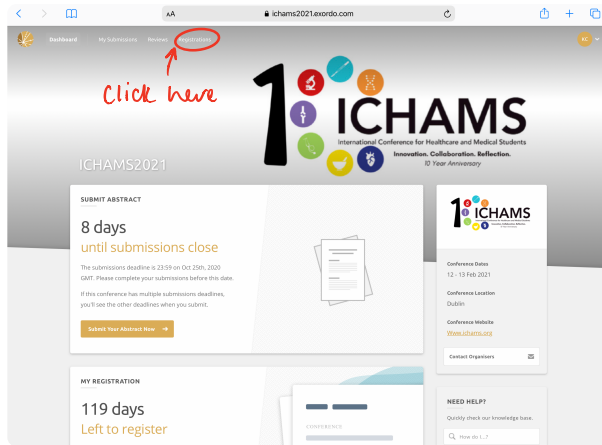 AA
ichams2021.exordo.com
Dashboard My Submissions Reviews Registrations
KC
Click here
10
ICHAMS
International Conference for Healthcare and Medical Students
Innovation. Collaboration. Reflection.
10 Year Anniversary
ICHAMS2021
SUBMIT ABSTRACT
8 days
until submissions close
The submissions deadline is 23:59 on Oct 25th, 2020
GMT. Please complete your submissions before this date.
If this conference has multiple submissions deadlines,
you'll see the other deadlines when you submit.
Submit Your Abstract Now
10 ICHAMS
Conference Dates
12 - 13 Feb 2021
Conference Location
Dublin
Conference Website
Www.ichams.org
Contact Organisers
MY REGISTRATION
119 days
Left to register
CONFERENCE
NEED HELP?
Quickly check our knowledge base.
How do I...?